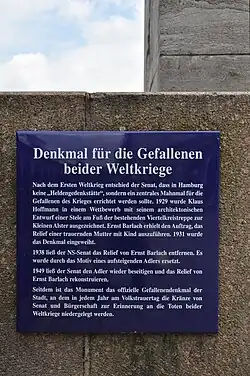 Denkmal für die Gefallenen
beider Weltkriege
Nach dem Ersten Weltkrieg entschied der Senat, dass in Hamburg
keine „Heldengedenkstätte“, sondern ein zentrales Mahnmal für die
Gefallenen des Krieges errichtet werden sollte. 1929 wurde Klaus
Hoffmann in einem Wettbewerb mit seinem architektonischen
Entwurf einer Stele am Fuß der bestehenden Viertelkreistreppe zur
Kleinen Alster ausgezeichnet. Ernst Barlach erhielt den Auftrag, das
Relief einer trauernden Mutter mit Kind auszuführen. 1931 wurde
das Denkmal eingeweiht.
1938 ließ der NS-Senat das Relief von Ernst Barlach entfernen. Es
wurde durch das Motiv eines aufsteigenden Adlers ersetzt.
1949 ließ der Senat den Adler wieder beseitigen und das Relief von
Ernst Barlach rekonstruieren.
Seitdem ist das Monument das offizielle Gefallenendenkmal der
Stadt, an dem in jedem Jahr am Volkstrauertag die Kränze von
Senat und Bürgerschaft zur Erinnerung an die Toten beider
Weltkriege niedergelegt werden.